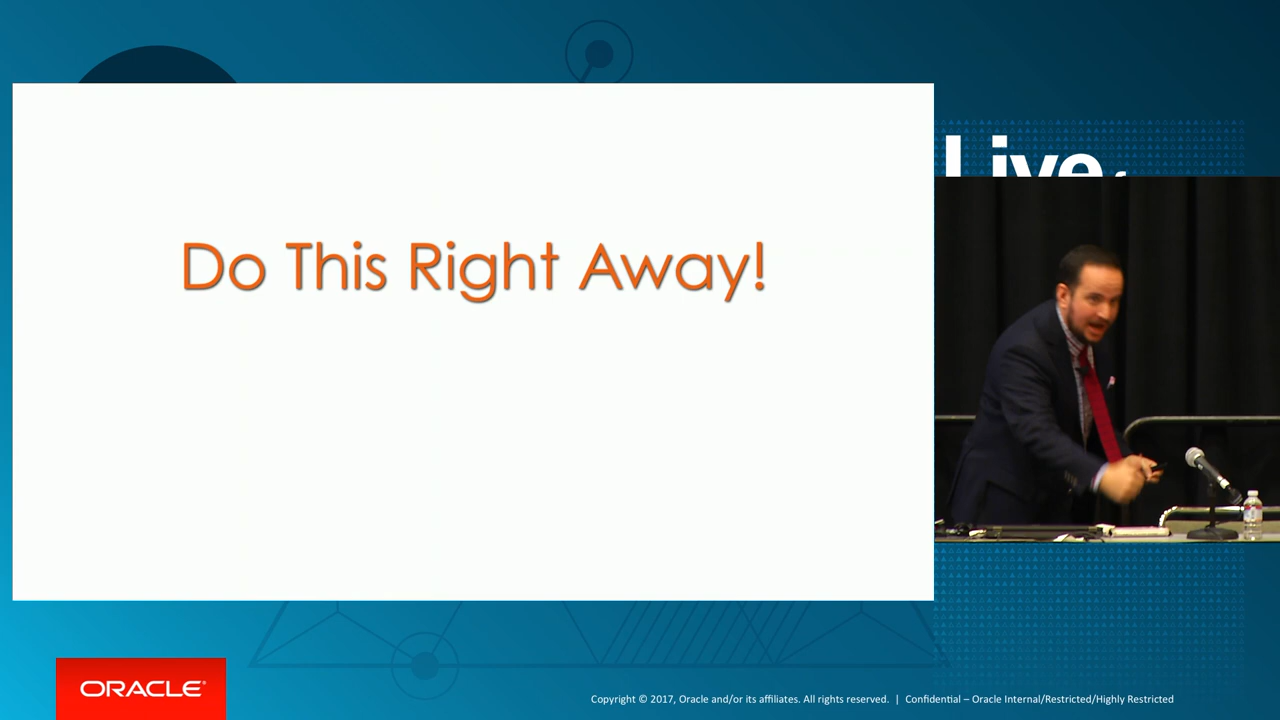 Live
Do This Right Away!
ORACLE®
Copyright © 2017, Oracle and/or its affiliates. All rights reserved. | Confidential – Oracle Internal/Restricted/Highly Restricted